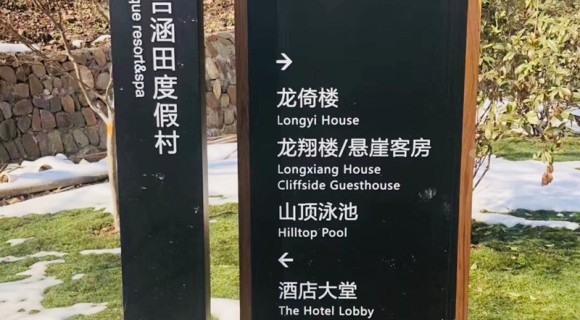 涵田度假村
resort&spa
→
龙倚楼
Longyi House
龙翔楼/悬崖客房
Longxiang House
Cliffside Guesthouse
山顶泳池
Hilltop Pool
←
酒店大堂
The Hotel Lobby